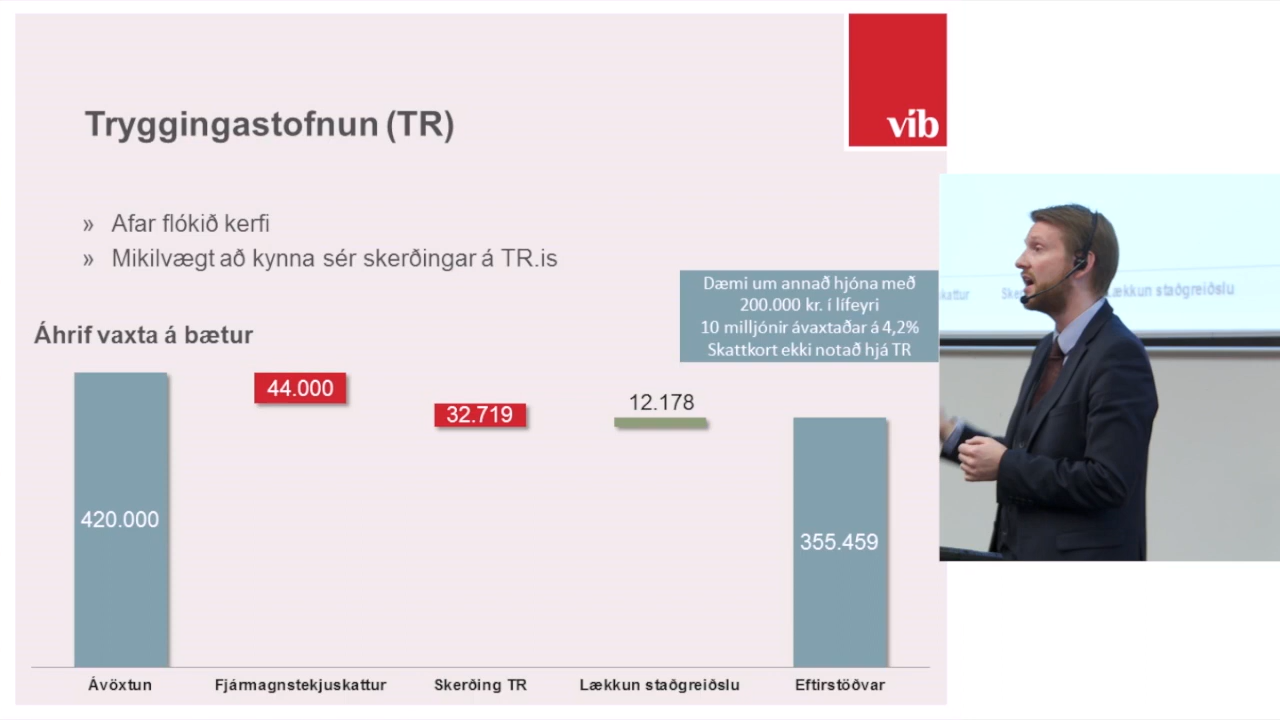 víb
Tryggingastofnun (TR)
» Afar flókið kerfi
» Mikilvægt að kynna sér skerðingar á TR.is
Dæmi um annað hjóna með
200.000 kr. í lífeyri
10 milljónir ávaxtaðar á 4,2%
Skattkort ekki notað hjá TR
Áhrif vaxta á bætur
420.000
44.000
32.719
12.178
355.459
Ávöxtun
Fjármagnstekjuskattur
Skerðing TR
Lækkun staðgreiðslu
Eftirstöðvar
Lækkun staðgreiðslu